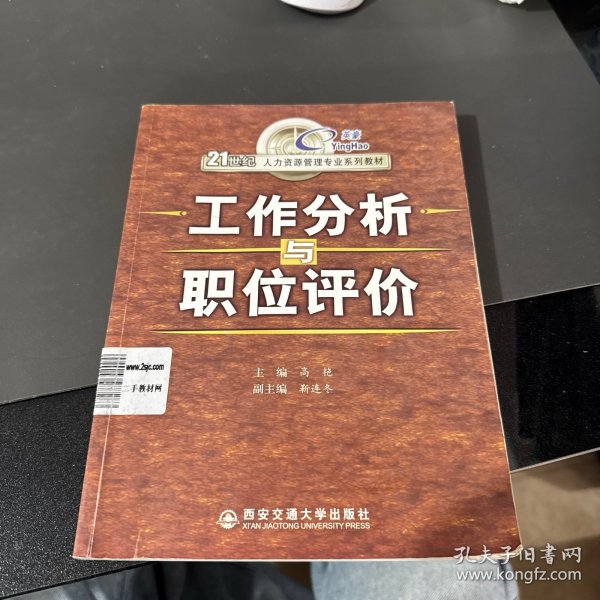 英豪
YingHao
21世纪 人力资源管理专业系列教材
工作分析
与
职位评价
主编 高艳
副主编 靳连冬
www.2sjc.com
二手教材网
西安交通大学出版社
XI'AN JIAOTONG UNIVERSITY PRESS
孔夫子旧書网
www.kongfz.com